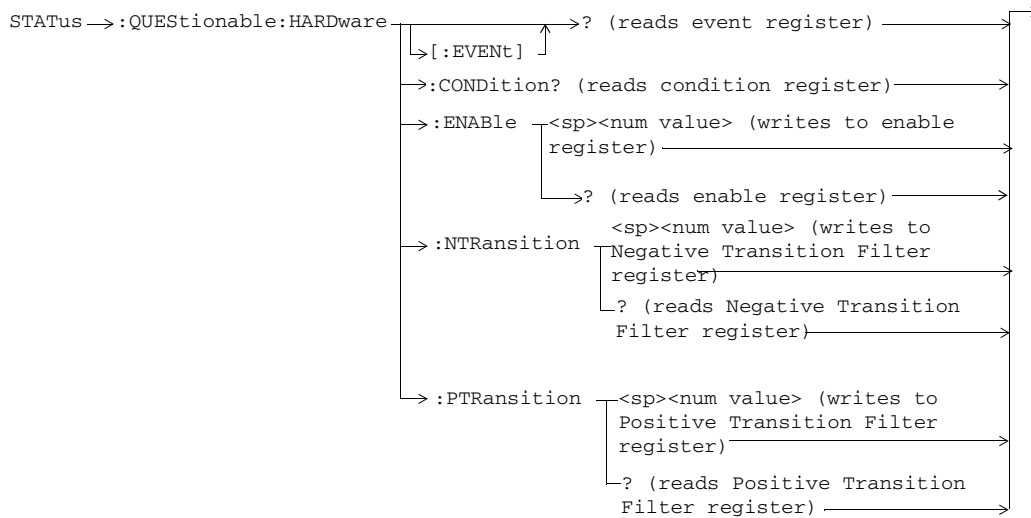 STATus :QUEStionable:HARDware ? (reads event register)
[:EVENt]
:CONDition? (reads condition register)
:ENABle <sp><num value> (writes to enable
register)
? (reads enable register)
<sp><num value> (writes to
:NTRansition Negative Transition Filter
register)
? (reads Negative Transition
Filter register)
:PTRansition <sp><num value> (writes to
Positive Transition Filter
register)
? (reads Positive Transition
Filter register)